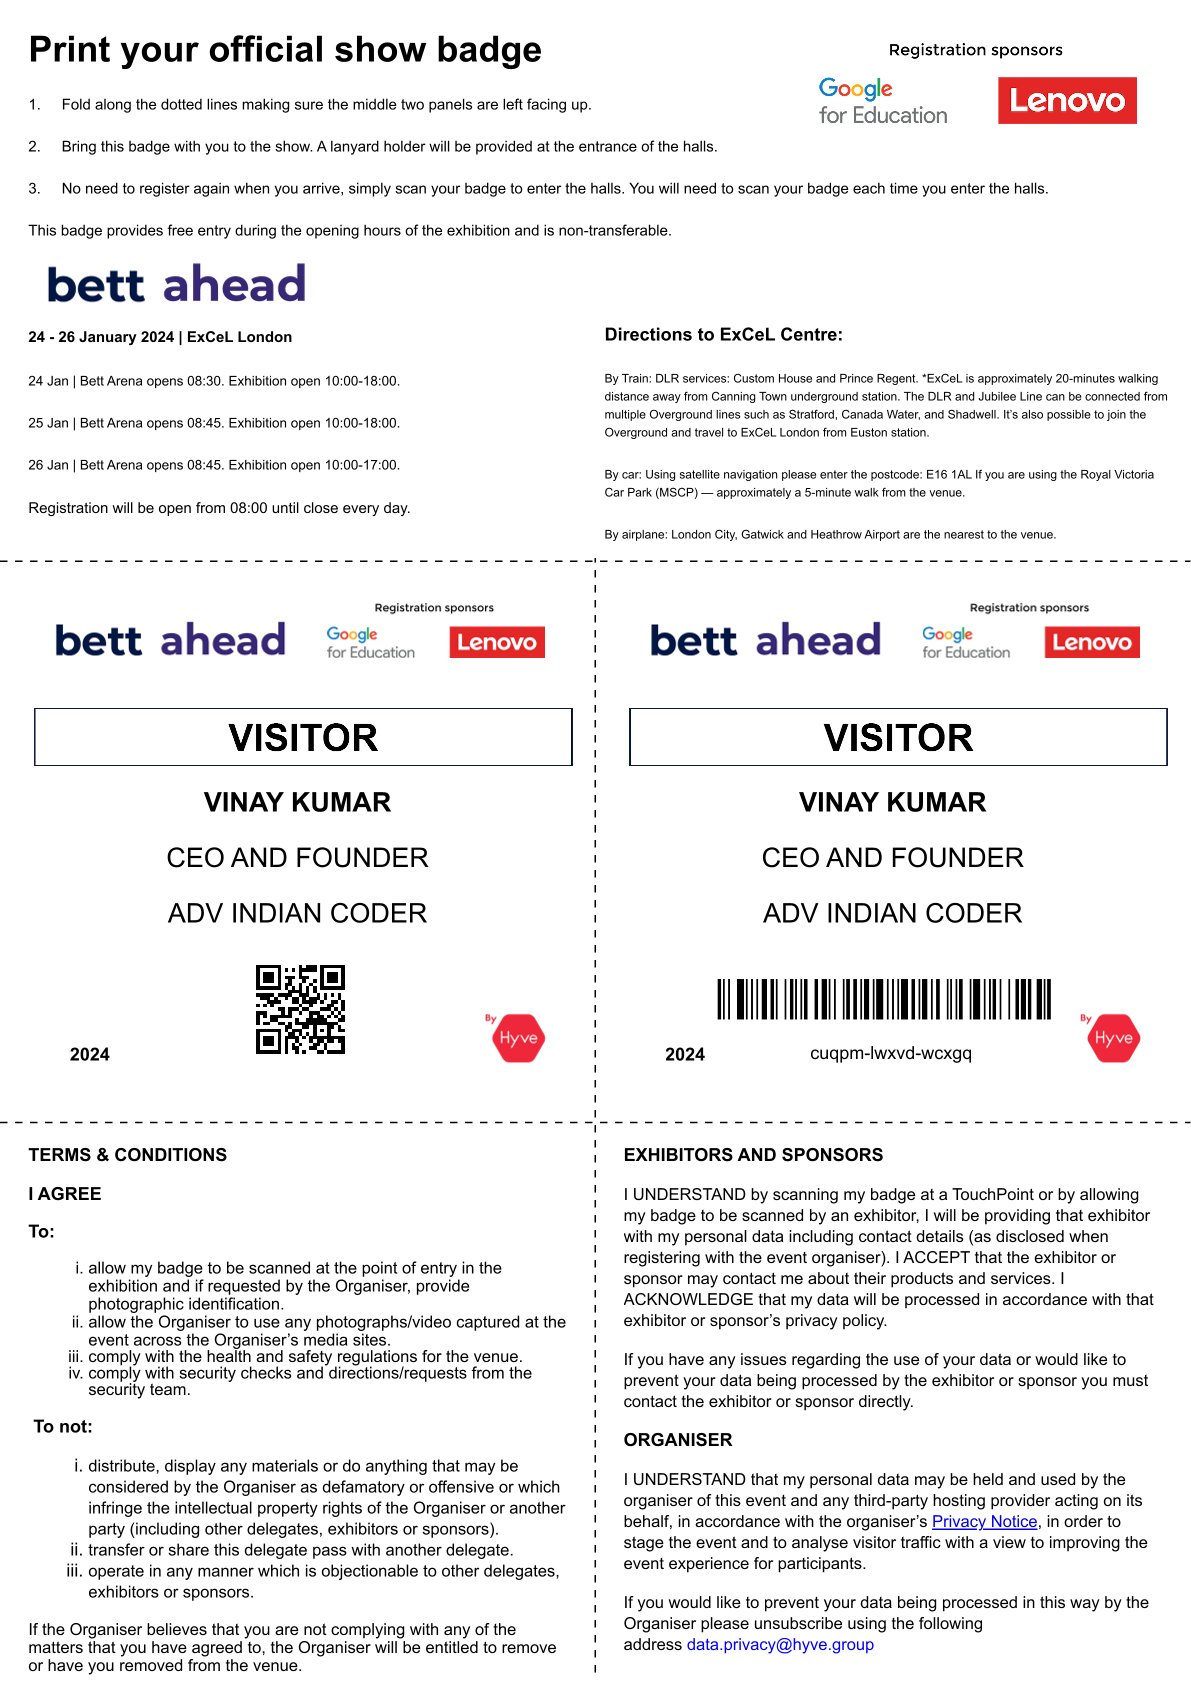 Print your official show badge
Registration sponsors
Google
for Education
Lenovo
1. Fold along the dotted lines making sure the middle two panels are left facing up.
2. Bring this badge with you to the show. A lanyard holder will be provided at the entrance of the halls.
3. No need to register again when you arrive, simply scan your badge to enter the halls. You will need to scan your badge each time you enter the halls.
This badge provides free entry during the opening hours of the exhibition and is non-transferable.
bett ahead
24 - 26 January 2024 | ExCeL London
24 Jan | Bett Arena opens 08:30. Exhibition open 10:00-18:00.
25 Jan | Bett Arena opens 08:45. Exhibition open 10:00-18:00.
26 Jan | Bett Arena opens 08:45. Exhibition open 10:00-17:00.
Registration will be open from 08:00 until close every day.
Directions to ExCeL Centre:
By Train: DLR services: Custom House and Prince Regent. *ExCeL is approximately 20-minutes walking
distance away from Canning Town underground station. The DLR and Jubilee Line can be connected from
multiple Overground lines such as Stratford, Canada Water, and Shadwell. It’s also possible to join the
Overground and travel to ExCeL London from Euston station.
By car: Using satellite navigation please enter the postcode: E16 1AL If you are using the Royal Victoria
Car Park (MSCP) — approximately a 5-minute walk from the venue.
By airplane: London City, Gatwick and Heathrow Airport are the nearest to the venue.
Registration sponsors
bett ahead
Google
for Education
Lenovo
VISITOR
VINAY KUMAR
CEO AND FOUNDER
ADV INDIAN CODER
2024
By
Hyve
Registration sponsors
bett ahead
Google
for Education
Lenovo
VISITOR
VINAY KUMAR
CEO AND FOUNDER
ADV INDIAN CODER
2024
cuqpm-lwxvd-wcxgq
By
Hyve
TERMS & CONDITIONS
I AGREE
To:
i. allow my badge to be scanned at the point of entry in the
exhibition and if requested by the Organiser, provide
photographic identification.
ii. allow the Organiser to use any photographs/video captured at the
event across the Organiser’s media sites.
iii. comply with the health and safety regulations for the venue.
iv. comply with security checks and directions/requests from the
security team.
To not:
i. distribute, display any materials or do anything that may be
considered by the Organiser as defamatory or offensive or which
infringe the intellectual property rights of the Organiser or another
party (including other delegates, exhibitors or sponsors).
ii. transfer or share this delegate pass with another delegate.
iii. operate in any manner which is objectionable to other delegates,
exhibitors or sponsors.
If the Organiser believes that you are not complying with any of the
matters that you have agreed to, the Organiser will be entitled to remove
or have you removed from the venue.
EXHIBITORS AND SPONSORS
I UNDERSTAND by scanning my badge at a TouchPoint or by allowing
my badge to be scanned by an exhibitor, I will be providing that exhibitor
with my personal data including contact details (as disclosed when
registering with the event organiser). I ACCEPT that the exhibitor or
sponsor may contact me about their products and services. I
ACKNOWLEDGE that my data will be processed in accordance with that
exhibitor or sponsor’s privacy policy.
If you have any issues regarding the use of your data or would like to
prevent your data being processed by the exhibitor or sponsor you must
contact the exhibitor or sponsor directly.
ORGANISER
I UNDERSTAND that my personal data may be held and used by the
organiser of this event and any third-party hosting provider acting on its
behalf, in accordance with the organiser’s Privacy Notice, in order to
stage the event and to analyse visitor traffic with a view to improving the
event experience for participants.
If you would like to prevent your data being processed in this way by the
Organiser please unsubscribe using the following
address data.privacy@hyve.group